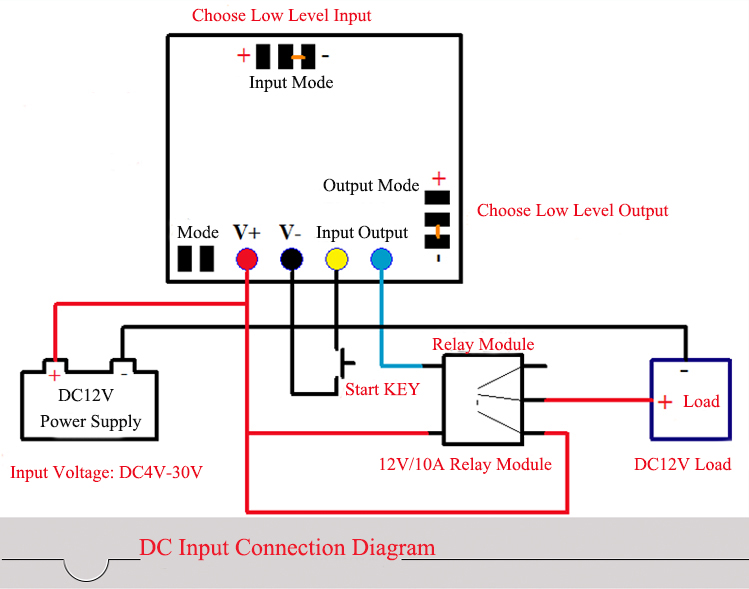 Choose Low Level Input
+ -
Input Mode
Output Mode
+
-
Choose Low Level Output
Mode V+ V- Input Output
Relay Module
+ -
DC12V
Power Supply
Start KEY
-
+ Load
Input Voltage: DC4V-30V
12V/10A Relay Module
DC12V Load
DC Input Connection Diagram